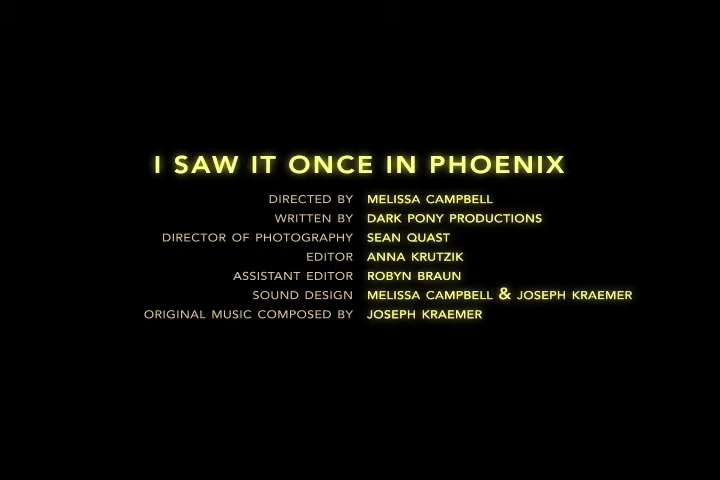 I SAW IT ONCE IN PHOENIX
DIRECTED BY MELISSA CAMPBELL
WRITTEN BY DARK PONY PRODUCTIONS
DIRECTOR OF PHOTOGRAPHY SEAN QUAST
EDITOR ANNA KRUTZIK
ASSISTANT EDITOR ROBYN BRAUN
SOUND DESIGN MELISSA CAMPBELL & JOSEPH KRAEMER
ORIGINAL MUSIC COMPOSED BY JOSEPH KRAEMER